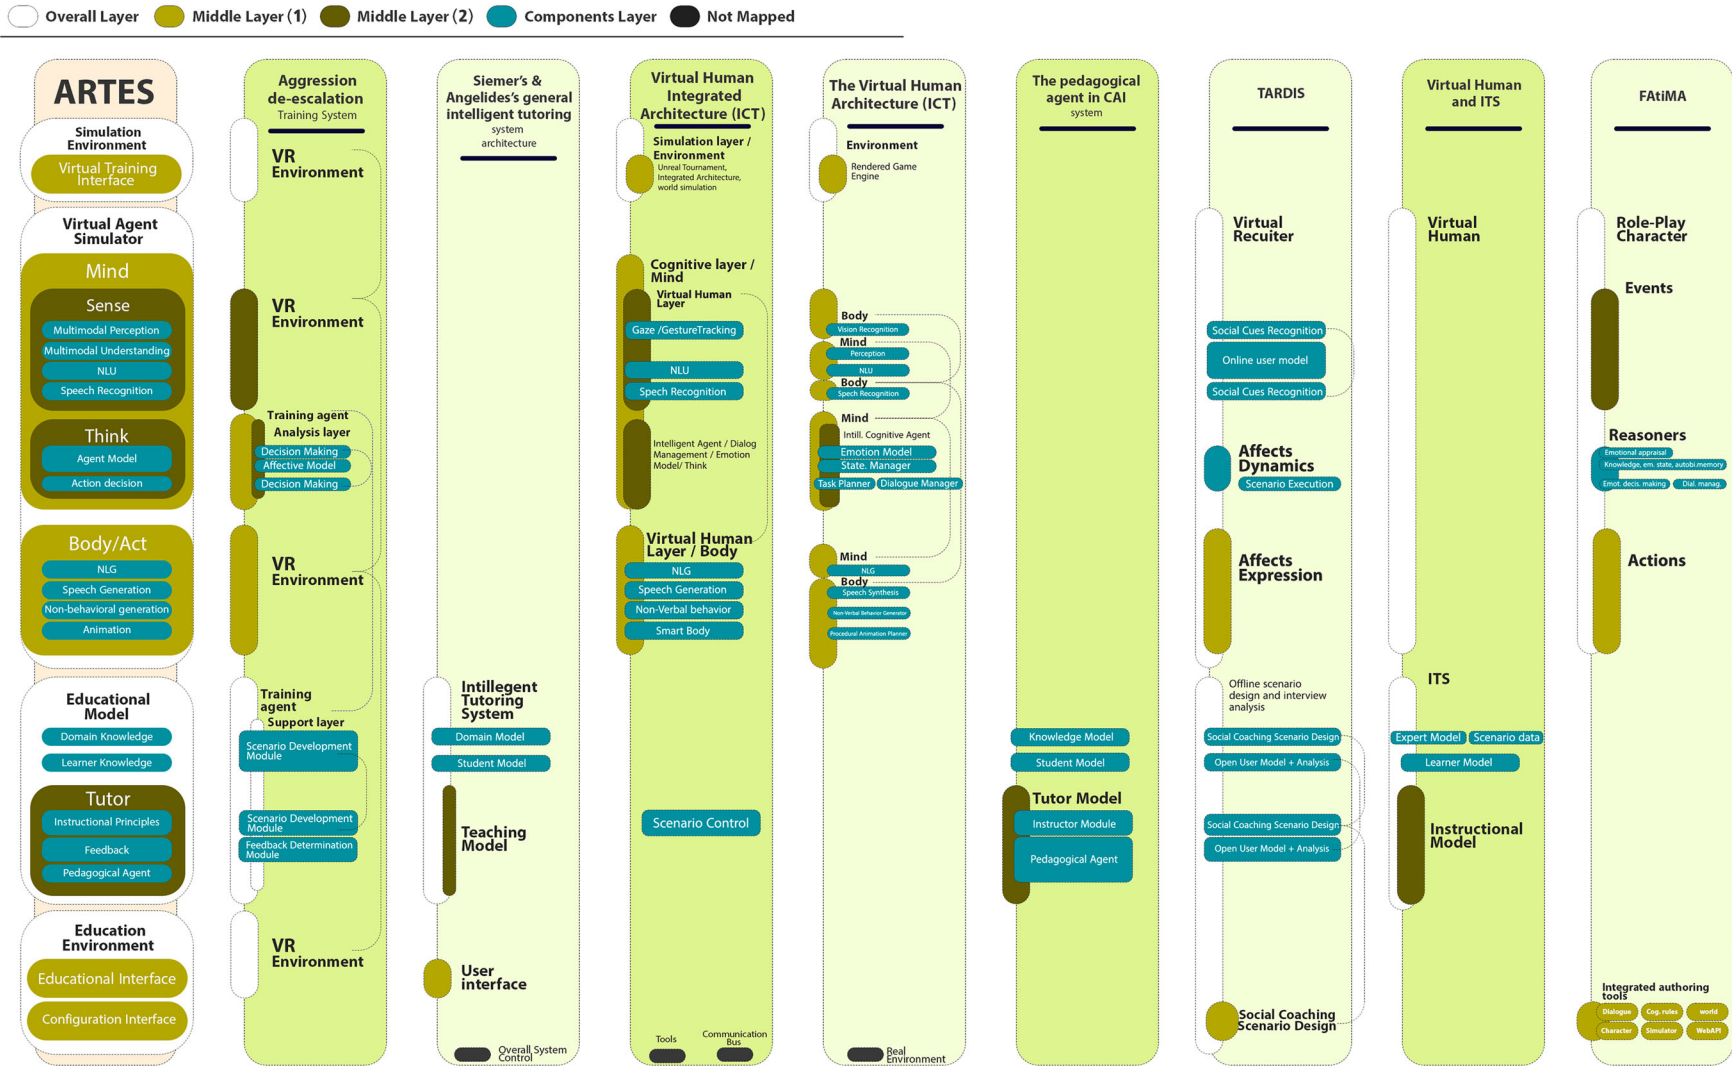 Overall Layer
Middle Layer (1)
Middle Layer (2)
Components Layer
Not Mapped
ARTES
Simulation
Environment
Virtual Training
Interface
Virtual Agent
Simulator
Mind
Sense
Multimodal Perception
Multimodal Understanding
NLU
Speech Recognition
Think
Agent Model
Action decision
Body/Act
NLG
Speech Generation
Non-behavioral generation
Animation
Educational
Model
Domain Knowledge
Learner Knowledge
Tutor
Instructional Principles
Feedback
Pedagogical Agent
Education
Environment
Educational Interface
Configuration Interface
Aggression
de-escalation
Training System
VR
Environment
VR
Environment
Training agent
Analysis layer
Decision Making
Affective Model
Decision Making
VR
Environment
Training
agent
Support layer
Scenario Development
Module
Scenario Development
Module
Feedback Determination
Module
VR
Environment
Siemer's &
Angelides's general
intelligent tutoring
system
architecture
Intillegent
Tutoring
System
Domain Model
Student Model
Teaching
Model
User
interface
Overall System
Control
Virtual Human
Integrated
Architecture (ICT)
Simulation layer /
Environment
Unreal Tournament,
Integrated Architecture,
world simulation
Cognitive layer /
Mind
Virtual Human
Layer
Gaze /GestureTracking
NLU
Spech Recognition
Intelligent Agent / Dialog
Management / Emotion
Model/ Think
Virtual Human
Layer / Body
NLG
Speech Generation
Non-Verbal behavior
Smart Body
Scenario Control
Tools
Communication
Bus
The Virtual Human
Architecture (ICT)
Environment
Rendered Game
Engine
Body
Vision Recognition
Mind
Perception
NLU
Body
Spech Recognition
Mind
Intill. Cognitive Agent
Emotion Model
State. Manager
Task Planner
Dialogue Manager
Mind
NLG
Body
Speech Synthesis
Non-Verbal Behavior Generator
Procedural Animation Planner
Real
Environment
The pedagogical
agent in CAI
system
Knowledge Model
Student Model
Tutor Model
Instructor Module
Pedagogical Agent
TARDIS
Virtual
Recuiter
Social Cues Recognition
Online user model
Social Cues Recognition
Affects
Dynamics
Scenario Execution
Affects
Expression
Offline scenario
design and interview
analysis
Social Coaching Scenario Design
Open User Model + Analysis
Social Coaching Scenario Design
Open User Model + Analysis
Social Coaching
Scenario Design
Virtual Human
and ITS
Virtual
Human
ITS
Expert Model
Scenario data
Learner Model
Instructional
Model
FAtiMA
Role-Play
Character
Events
Reasoners
Emotional appraisal
Knowledge, em. state, autobi.memory
Emot. decis. making
Dial. manag.
Actions
Integrated authoring
tools
Dialogue
Cog. rules
world
Character
Simulator
WebAPI